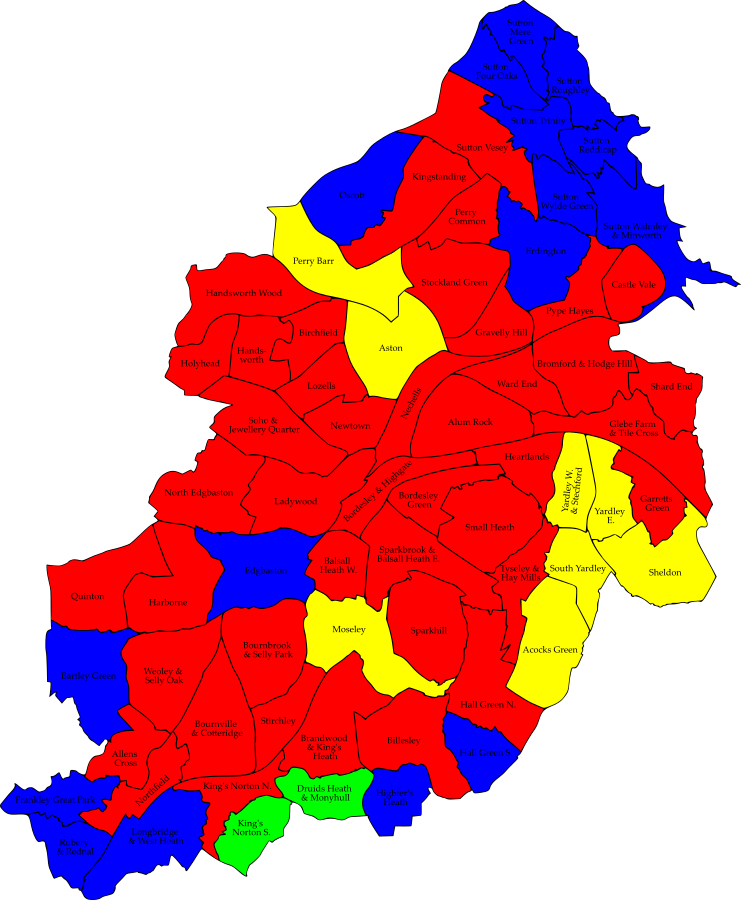 Sutton
Mere
Green
Sutton
Four Oaks
Sutton
Roughley
Sutton Trinity
Sutton
Reddicap
Sutton Vesey
Kingstanding
Oscott
Sutton
Wylde Green
Perry
Common
Sutton Walmley
& Minworth
Erdington
Perry Barr
Stockland Green
Castle Vale
Handsworth Wood
Pype Hayes
Birchfield
Gravelly Hill
Aston
Hands-
worth
Holyhead
Bromford & Hodge Hill
Lozells
Ward End
Shard End
Nechells
Soho &
Jewellery Quarter
Newtown
Alum Rock
Glebe Farm
& Tile Cross
Heartlands
Bordesley & Highgate
Yardley W.
& Stechford
North Edgbaston
Ladywood
Bordesley
Green
Garretts
Green
Yardley
E.
Small Heath
Sparkbrook &
Balsall Heath E.
Balsall
Heath W.
Edgbaston
Tyseley &
Hay Mills
South Yardley
Sheldon
Quinton
Harborne
Moseley
Sparkhill
Acocks Green
Bournbrook
& Selly Park
Bartley Green
Weoley &
Selly Oak
Hall Green N.
Stirchley
Bournville
& Cotteridge
Brandwood
& King's
Heath
Billesley
Hall Green S.
Allens
Cross
Northfield
King's Norton N.
Druids Heath
& Monyhull
Highter's
Heath
Frankley Great Park
King's
Norton S.
Longbridge
& West Heath
Rubery
& Rednal